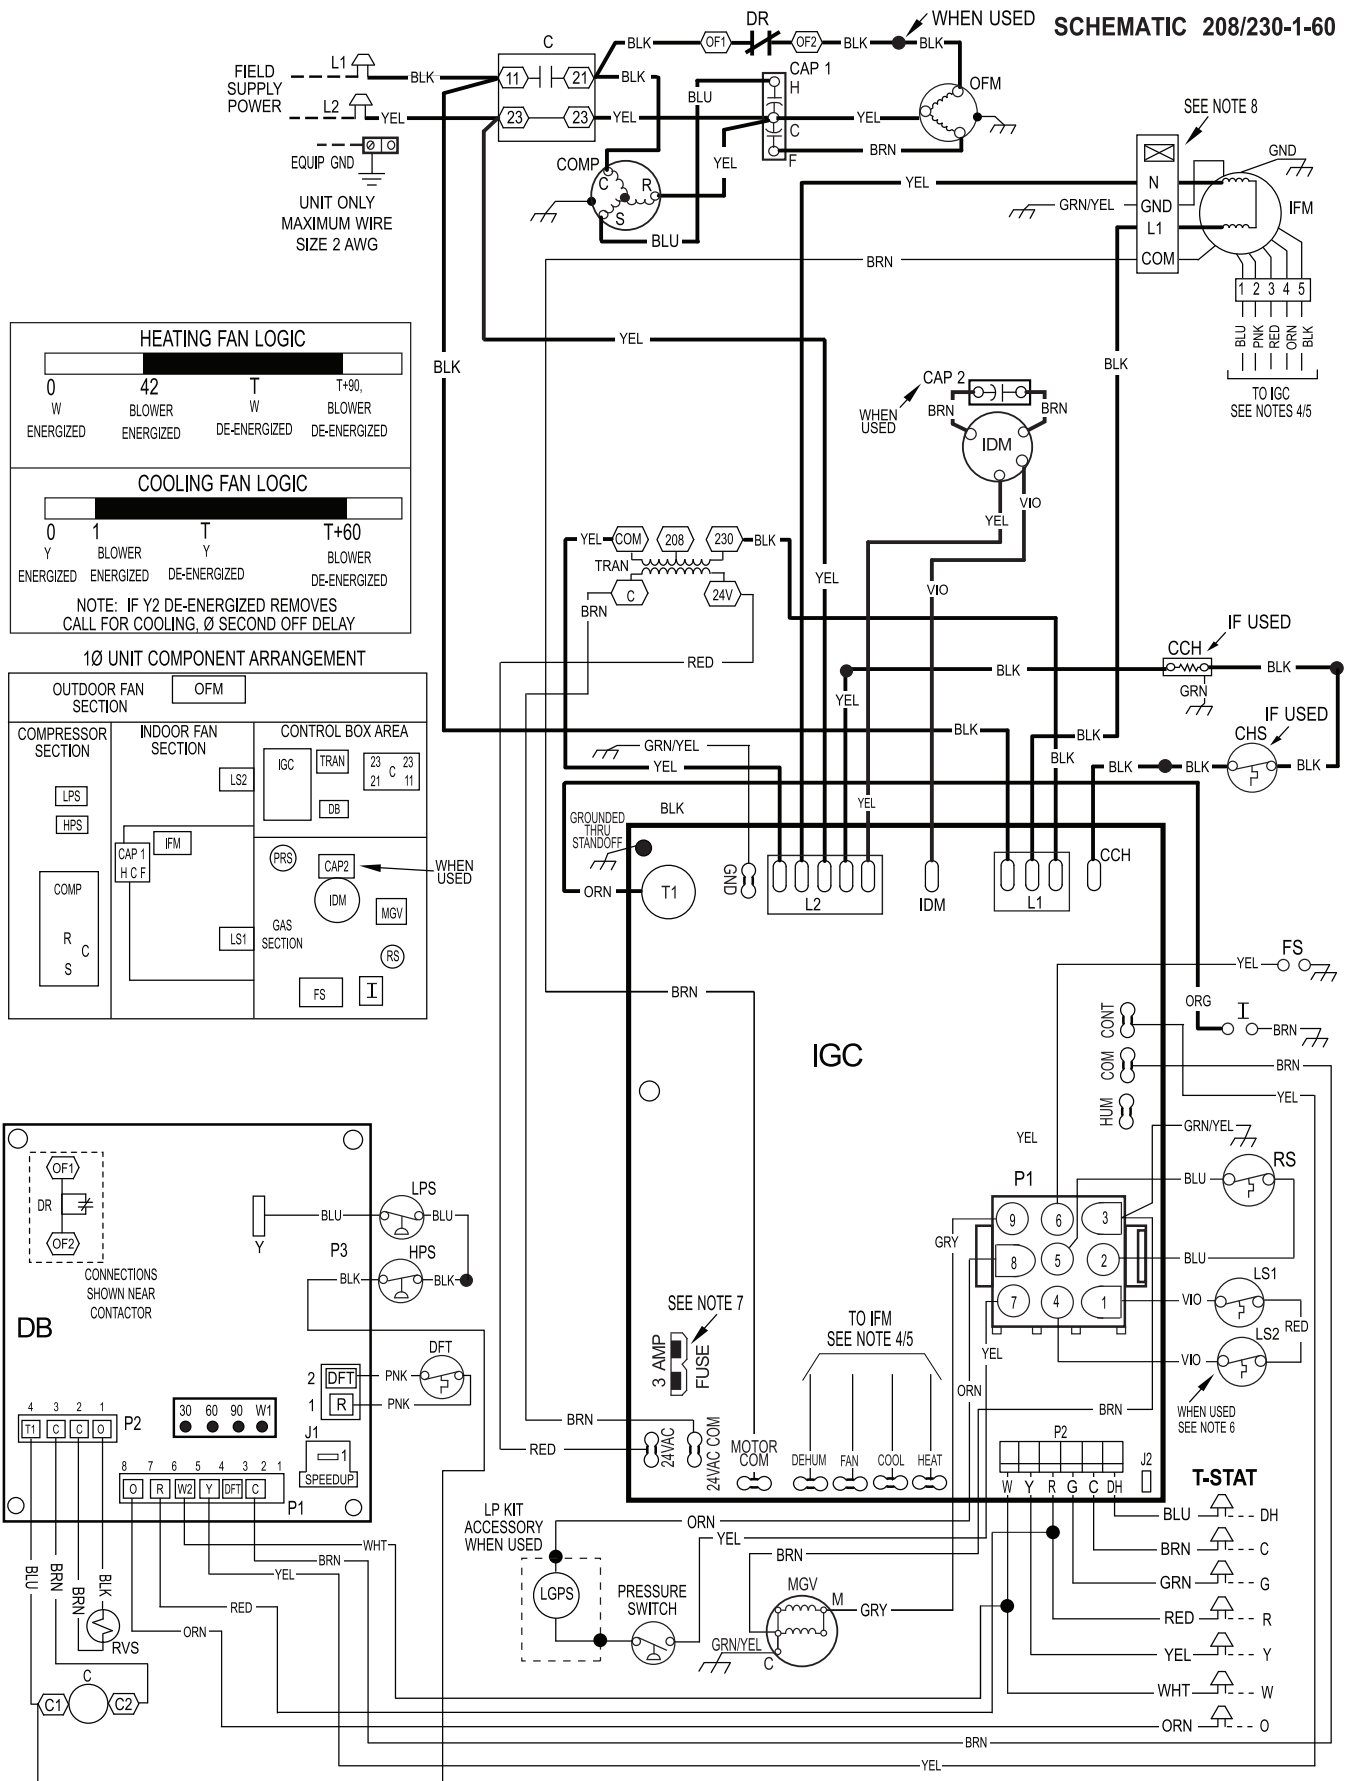 SCHEMATIC 208/230-1-60
FIELD
SUPPLY
POWER
L1
BLK
L2
YEL
EQUIP GND
UNIT ONLY
MAXIMUM WIRE
SIZE 2 AWG
C
11
21
23
23
BLK
OF1
DR
OF2
BLK
BLK
WHEN USED
BLK
BLU
CAP 1
H
C
F
OFM
YEL
YEL
BRN
YEL
COMP
C
R
S
BLU
SEE NOTE 8
N
GND
L1
COM
GND
IFM
YEL
GRN/YEL
BRN
1 2 3 4 5
BLU
PNK
RED
ORN
BLK
TO IGC
SEE NOTES 4/5
HEATING FAN LOGIC
0
W
ENERGIZED
42
BLOWER
ENERGIZED
T
W
DE-ENERGIZED
T+90,
BLOWER
DE-ENERGIZED
COOLING FAN LOGIC
0
Y
ENERGIZED
1
BLOWER
ENERGIZED
T
Y
DE-ENERGIZED
T+60
BLOWER
DE-ENERGIZED
NOTE: IF Y2 DE-ENERGIZED REMOVES
CALL FOR COOLING, Ø SECOND OFF DELAY
BLK
YEL
BLK
CAP 2
WHEN
USED
BRN
BRN
IDM
YEL
VIO
YEL
COM
208
230
BLK
TRAN
C
24V
BRN
RED
YEL
VIO
1Ø UNIT COMPONENT ARRANGEMENT
OUTDOOR FAN
SECTION
OFM
COMPRESSOR
SECTION
INDOOR FAN
SECTION
CONTROL BOX AREA
LPS
HPS
COMP
R
C
S
LS2
IFM
CAP 1
H C F
LS1
IGC
TRAN
DB
23 C 23
21 11
PRS
CAP2
WHEN
USED
IDM
MGV
GAS
SECTION
RS
FS
I
BLK
CCH
IF USED
BLK
GRN
YEL
IF USED
CHS
BLK
BLK
BLK
BLK
BLK
BLK
GRN/YEL
YEL
BLK
YEL
GROUNDED
THRU
STANDOFF
ORN
T1
GND
L2
IDM
L1
CCH
IGC
BRN
YEL
FS
ORG
I
BRN
CONT
COM
HUM
BRN
YEL
YEL
GRN/YEL
RS
BLU
BLU
P1
9 6 3
8 5 2
7 4 1
GRY
LS1
VIO
RED
LS2
VIO
WHEN USED
SEE NOTE 6
YEL
ORN
BRN
DB
OF1
DR
OF2
CONNECTIONS
SHOWN NEAR
CONTACTOR
Y
P3
LPS
BLU
BLU
HPS
BLK
BLK
DFT
2 DFT
1 R
PNK
PNK
J1
1
SPEEDUP
30 60 90 W1
4 3 2 1
T1 C C O
P2
8 7 6 5 4 3 2 1
O R W2 Y DFT C
P1
SEE NOTE 7
3 AMP
FUSE
TO IFM
SEE NOTE 4/5
BRN
RED
24VAC
24VAC COM
MOTOR
COM
DEHUM
FAN
COOL
HEAT
P2
J2
W Y R G C DH
T-STAT
BLU DH
BRN C
GRN G
RED R
YEL Y
WHT W
ORN O
LP KIT
ACCESSORY
WHEN USED
LGPS
ORN
YEL
PRESSURE
SWITCH
BRN
MGV
M
GRY
GRN/YEL
C
WHT
BRN
YEL
RED
ORN
BLU
BRN
BRN
BLK
RVS
C
C1
C2
BRN
YEL